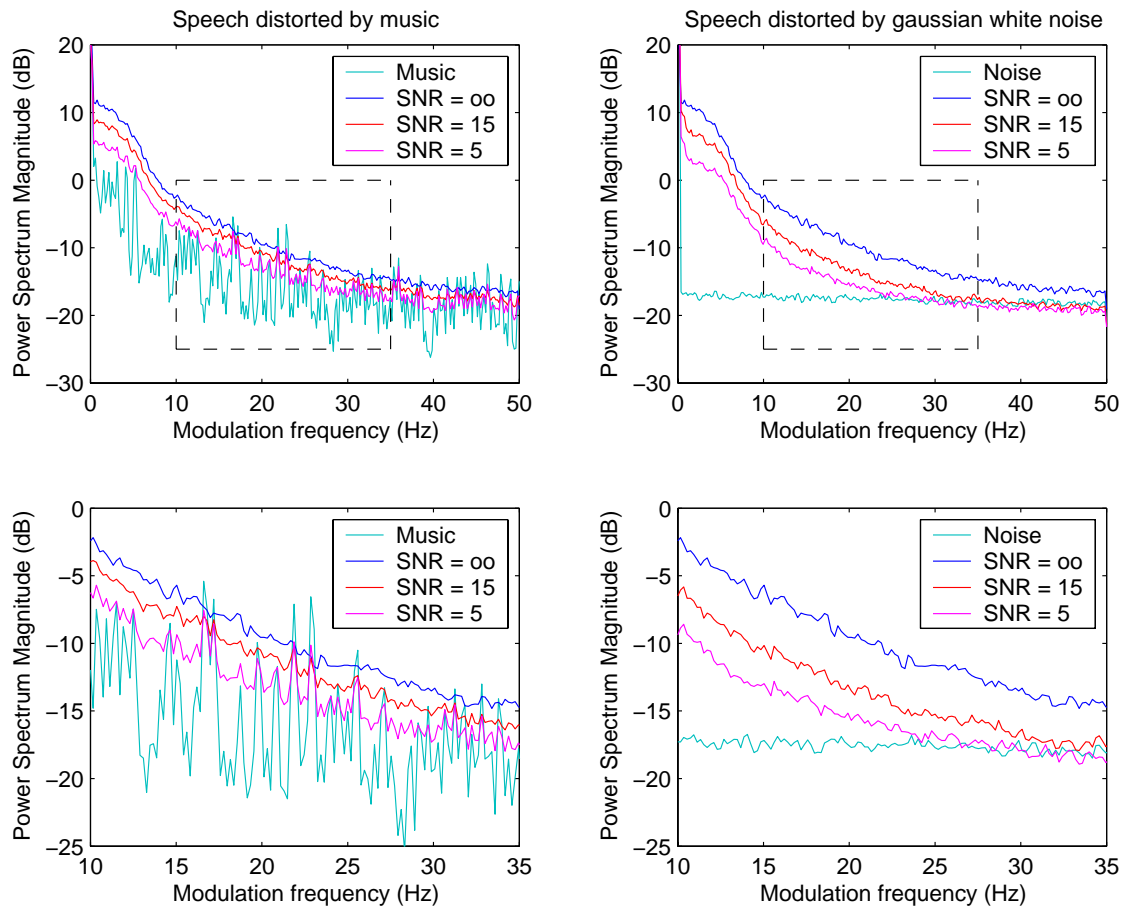 Speech distorted by music
Power Spectrum Magnitude (dB)
20
10
0
−10
−20
−30
0 10 20 30 40 50
Modulation frequency (Hz)
Music
SNR = oo
SNR = 15
SNR = 5
Speech distorted by gaussian white noise
Power Spectrum Magnitude (dB)
20
10
0
−10
−20
−30
0 10 20 30 40 50
Modulation frequency (Hz)
Noise
SNR = oo
SNR = 15
SNR = 5
Power Spectrum Magnitude (dB)
0
−5
−10
−15
−20
−25
10 15 20 25 30 35
Modulation frequency (Hz)
Music
SNR = oo
SNR = 15
SNR = 5
Power Spectrum Magnitude (dB)
0
−5
−10
−15
−20
−25
10 15 20 25 30 35
Modulation frequency (Hz)
Noise
SNR = oo
SNR = 15
SNR = 5